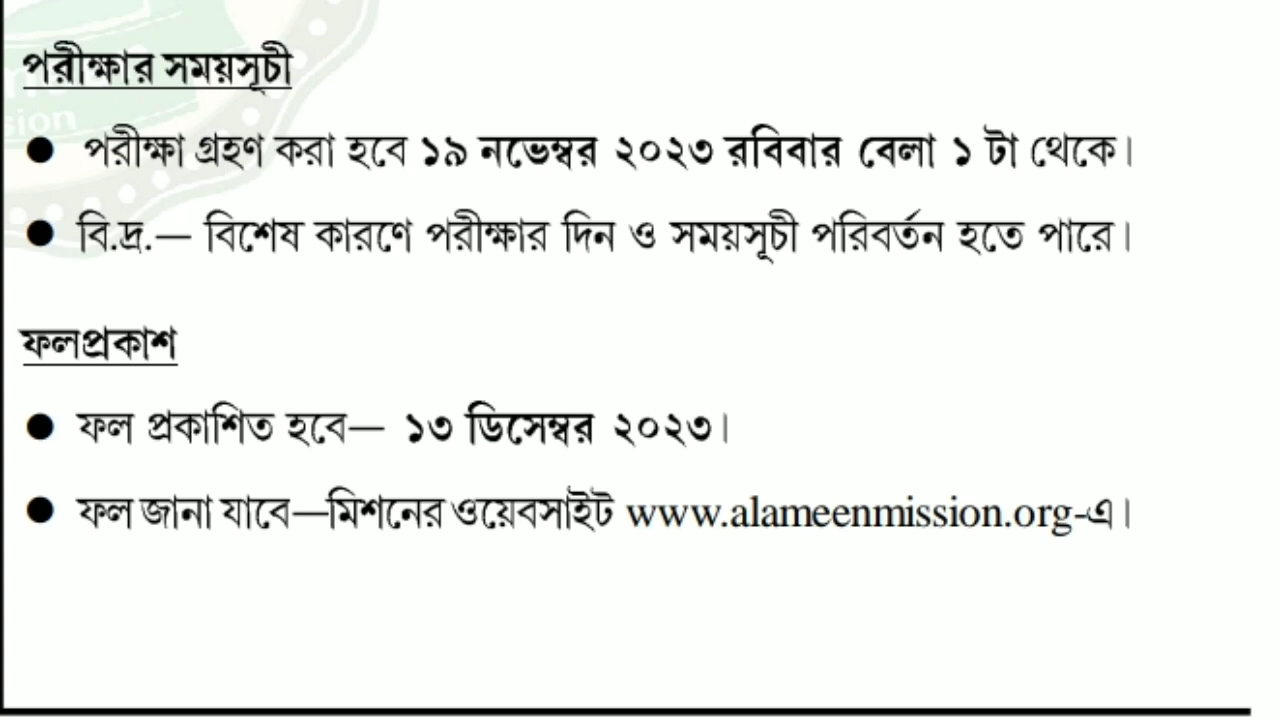 পরীক্ষার সময়সূচী
● পরীক্ষা গ্রহণ করা হবে ১৯ নভেম্বর ২০২৩ রবিবার বেলা ১ টা থেকে।
● বি.দ্র.— বিশেষ কারণে পরীক্ষার দিন ও সময়সূচী পরিবর্তন হতে পারে।
ফলপ্রকাশ
● ফল প্রকাশিত হবে— ১৩ ডিসেম্বর ২০২৩।
● ফল জানা যাবে—মিশনের ওয়েবসাইট www.alameenmission.org-এ।